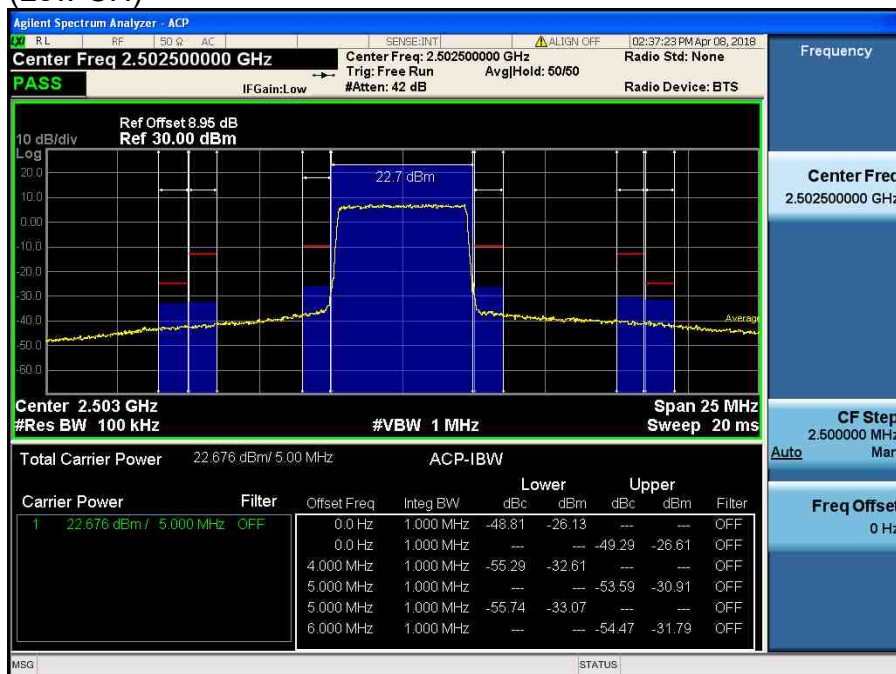 Agilent Spectrum Analyzer - ACP
LXI RL RF 50 Ω AC SENSE:INT ALIGN OFF 02:37:23 PM Apr 08, 2018
Center Freq 2.502500000 GHz
Center Freq: 2.502500000 GHz
Radio Std: None
Trig: Free Run Avg|Hold: 50/50
PASS
IFGain:Low #Atten: 42 dB Radio Device: BTS
Ref Offset 8.95 dB
10 dB/div Ref 30.00 dBm
Log
22.7 dBm
20.0
10.0
0.00
-10.0
-20.0
-30.0
-40.0
Average
-50.0
-60.0
Center 2.503 GHz Span 25 MHz
#Res BW 100 kHz #VBW 1 MHz Sweep 20 ms
Total Carrier Power 22.676 dBm/ 5.00 MHz ACP-IBW
Lower Upper
Carrier Power Filter Offset Freq Integ BW dBc dBm dBc dBm Filter
1 22.676 dBm / 5.000 MHz OFF 0.0 Hz 1.000 MHz -48.81 -26.13 --- --- OFF
0.0 Hz 1.000 MHz --- --- -49.29 -26.61 OFF
4.000 MHz 1.000 MHz -55.29 -32.61 --- --- OFF
5.000 MHz 1.000 MHz --- --- -53.59 -30.91 OFF
5.000 MHz 1.000 MHz -55.74 -33.07 --- --- OFF
6.000 MHz 1.000 MHz --- --- -54.47 -31.79 OFF
MSG STATUS
Frequency
Center Freq
2.502500000 GHz
CF Step
2.500000 MHz
Auto Man
Freq Offset
0 Hz